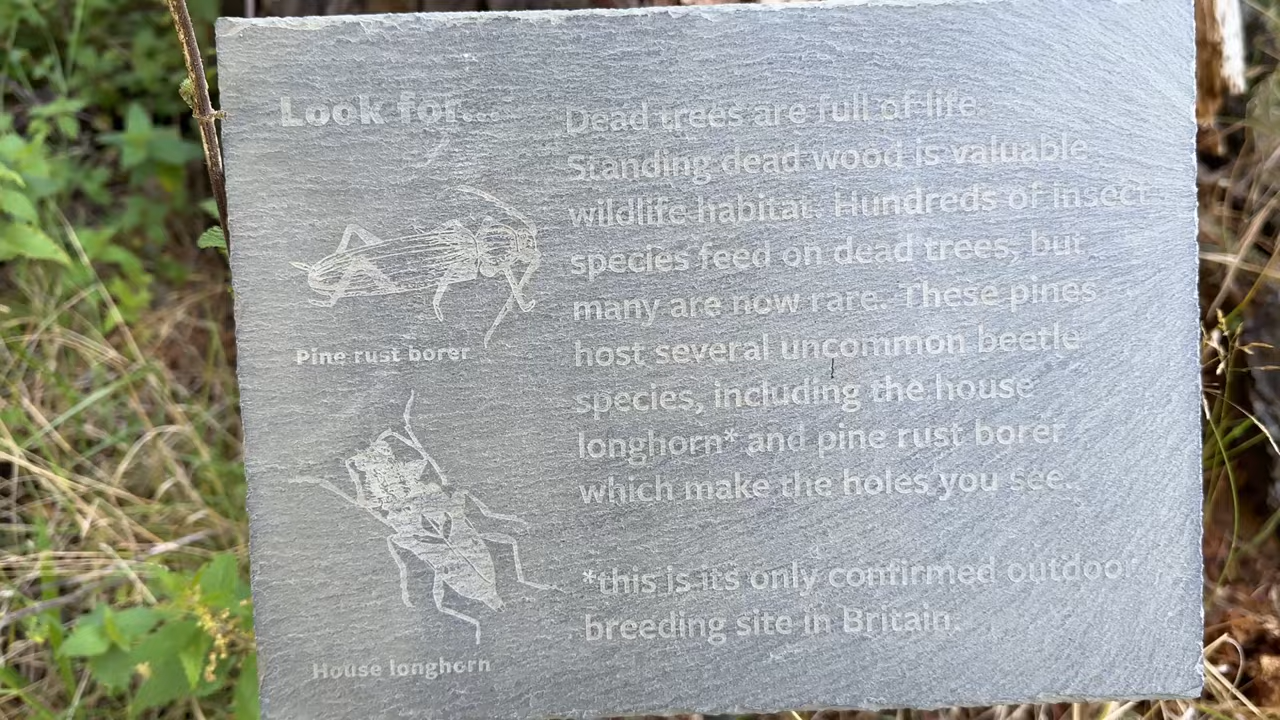 Look for...
Pine rust borer
House longhorn
Dead trees are full of life
Standing dead wood is valuable
wildlife habitat. Hundreds of insect
species feed on dead trees, but
many are now rare. These pines
host several uncommon beetle
species, including the house
longhorn* and pine rust borer
which make the holes you see.
*this is its only confirmed outdoor
breeding site in Britain.